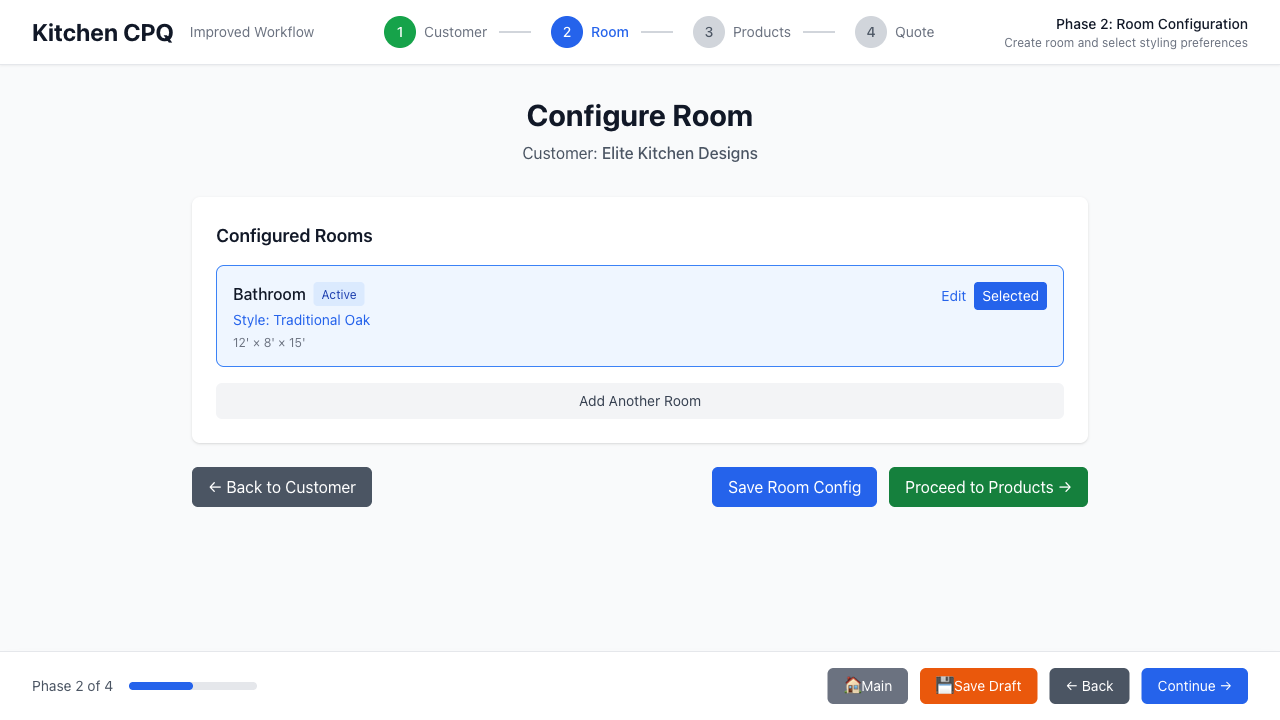 Kitchen CPQ Improved Workflow
1 Customer 2 Room 3 Products 4 Quote
Phase 2: Room Configuration
Create room and select styling preferences
Configure Room
Customer: Elite Kitchen Designs
Configured Rooms
Bathroom Active
Edit Selected
Style: Traditional Oak
12' × 8' × 15'
Add Another Room
← Back to Customer
Save Room Config
Proceed to Products →
Phase 2 of 4
🏠Main
💾Save Draft
← Back
Continue →